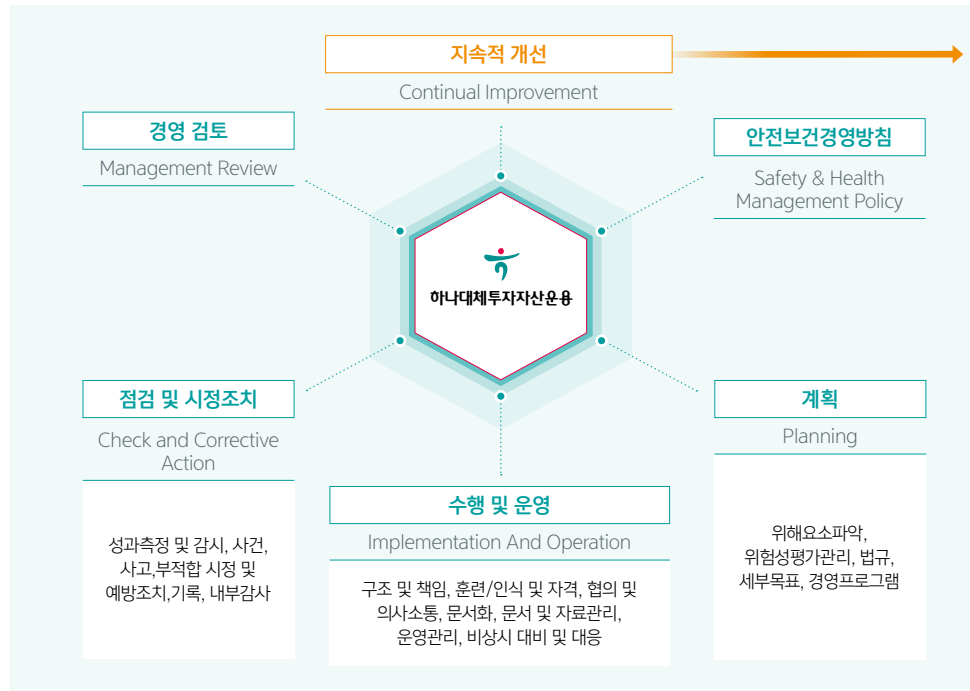 지속적 개선
Continual Improvement
경영 검토
Management Review
안전보건경영방침
Safety & Health
Management Policy
하나대체투자자산운용
점검 및 시정조치
Check and Corrective
Action
성과측정 및 감시, 사건,
사고,부적합 시정 및
예방조치,기록, 내부감사
수행 및 운영
Implementation And Operation
구조 및 책임, 훈련/인식 및 자격, 협의 및
의사소통, 문서화, 문서 및 자료관리,
운영관리, 비상시 대비 및 대응
계획
Planning
위해요소파악,
위험성평가관리, 법규,
세부목표, 경영프로그램